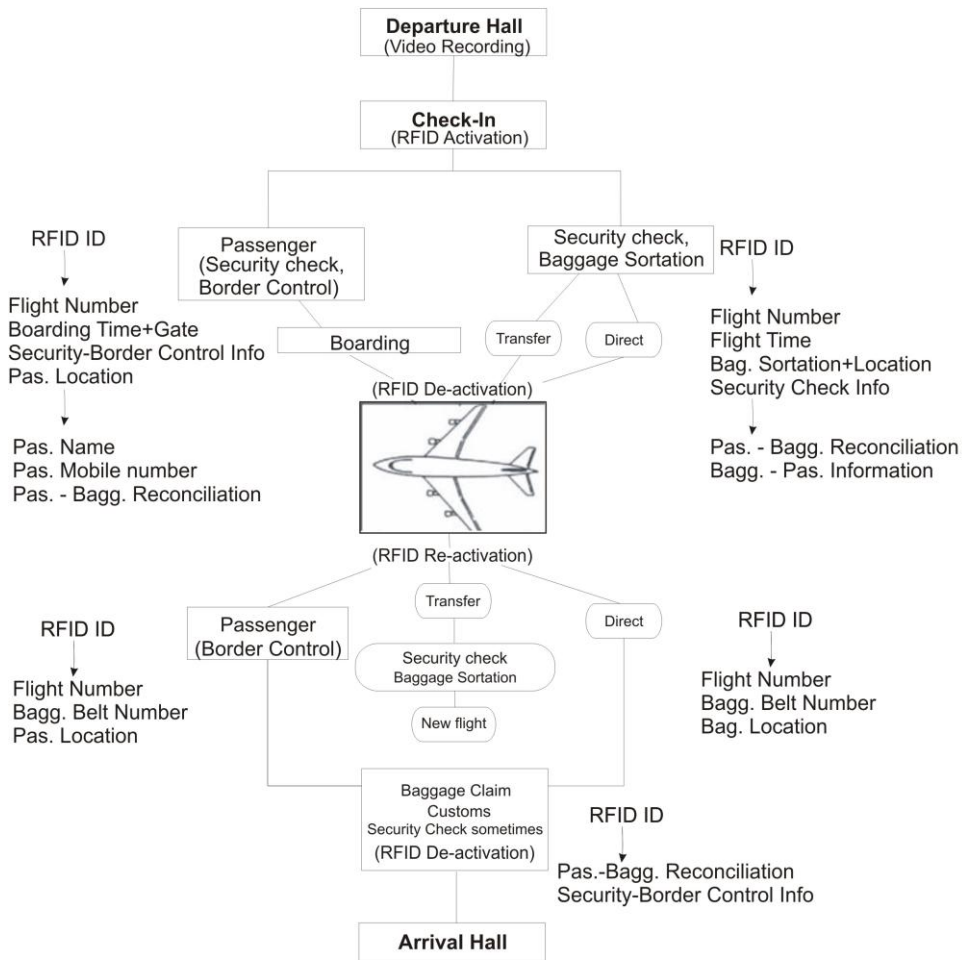 Departure Hall
(Video Recording)
Check-In
(RFID Activation)
RFID ID
Flight Number
Boarding Time+Gate
Security-Border Control Info
Pas. Location
Pas. Name
Pas. Mobile number
Pas. - Bagg. Reconciliation
Passenger
(Security check,
Border Control)
Boarding
Security check,
Baggage Sortation
Transfer
Direct
RFID ID
Flight Number
Flight Time
Bag. Sortation+Location
Security Check Info
Pas. - Bagg. Reconciliation
Bagg. - Pas. Information
(RFID De-activation)
(RFID Re-activation)
RFID ID
Flight Number
Bagg. Belt Number
Pas. Location
Passenger
(Border Control)
Transfer
Security check
Baggage Sortation
New flight
Direct
RFID ID
Flight Number
Bagg. Belt Number
Bag. Location
Baggage Claim
Customs
Security Check sometimes
(RFID De-activation)
RFID ID
Pas.-Bagg. Reconciliation
Security-Border Control Info
Arrival Hall